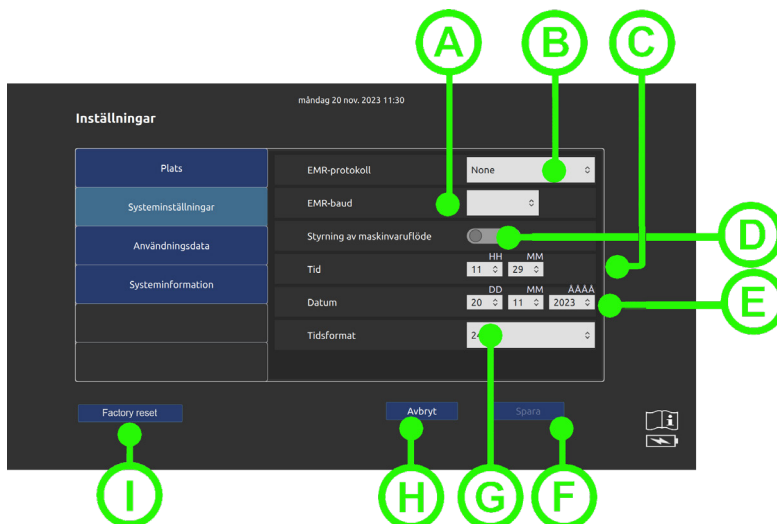 A
B
C
måndag 20 nov. 2023 11:30
Inställningar
Plats
Systeminställningar
Användningsdata
Systeminformation
EMR-protokoll
None
EMR-baud
Styrning av maskinvaruflöde
D
HH MM
Tid
11 29
DD MM ÅÅÅÅ
Datum
20 11 2023
E
Tidsformat
Factory reset
Avbryt
Spara
i
I
H
G
F